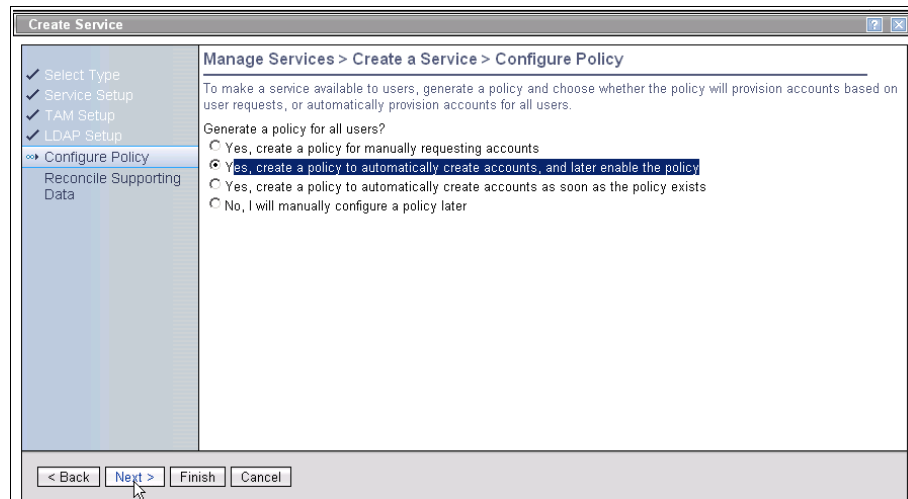 Create Service
?
Manage Services > Create a Service > Configure Policy
To make a service available to users, generate a policy and choose whether the policy will provision accounts based on
user requests, or automatically provision accounts for all users.
Generate a policy for all users?
Yes, create a policy for manually requesting accounts
Yes, create a policy to automatically create accounts, and later enable the policy
Yes, create a policy to automatically create accounts as soon as the policy exists
No, I will manually configure a policy later
Select Type
Service Setup
TAM Setup
LDAP Setup
Configure Policy
Reconcile Supporting
Data
< Back
Next >
Finish
Cancel